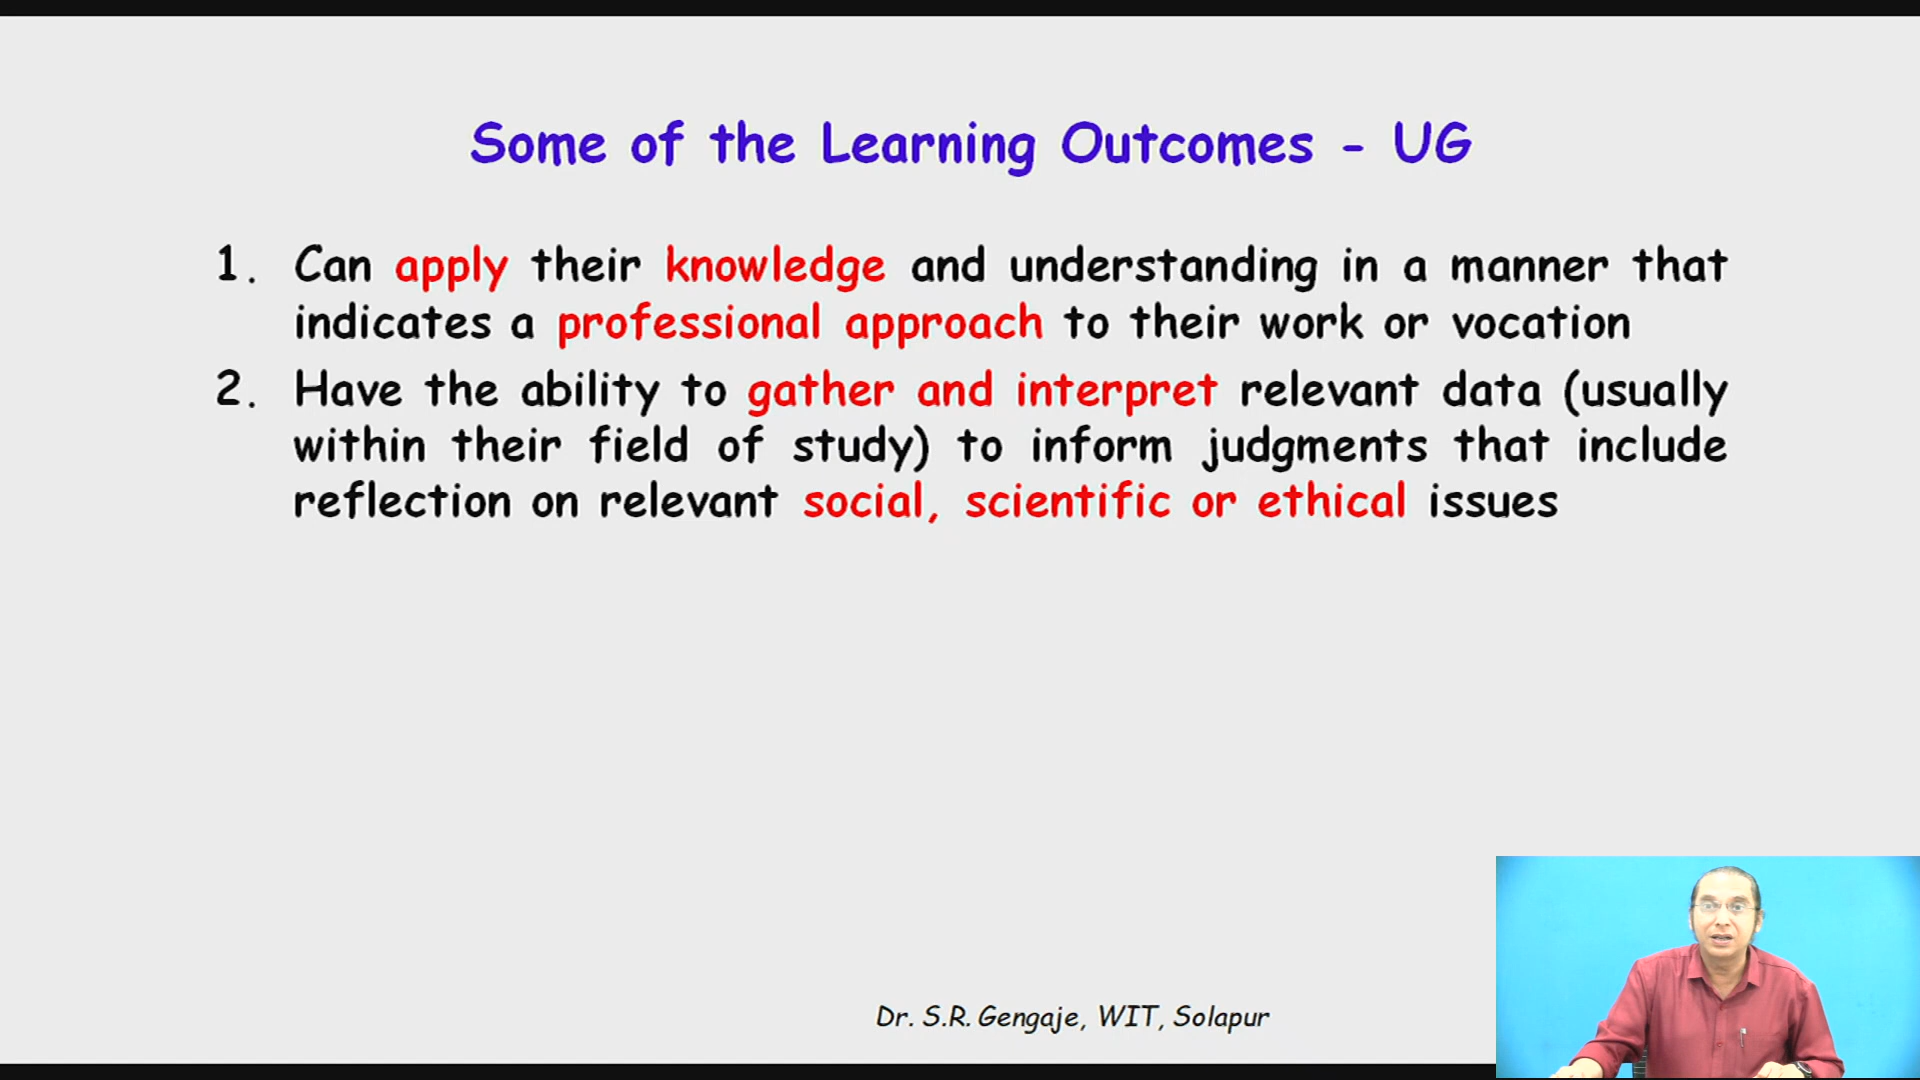 Some of the Learning Outcomes - UG
1. Can apply their knowledge and understanding in a manner that
indicates a professional approach to their work or vocation
2. Have the ability to gather and interpret relevant data (usually
within their field of study) to inform judgments that include
reflection on relevant social, scientific or ethical issues
Dr. S.R. Gengaje, WIT, Solapur